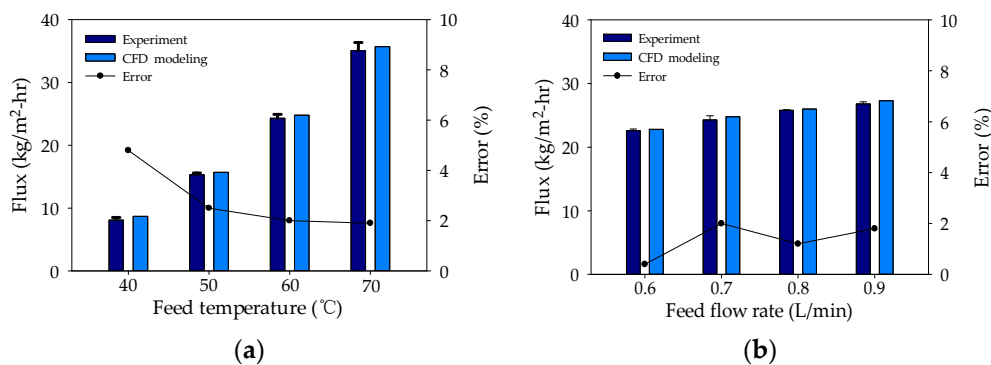 40
30
20
10
0
Flux (kg/m2-hr)
Experiment
CFD modeling
Error
10
8
6
4
2
0
Error (%)
40 50 60 70
Feed temperature (℃)
(a)
40
30
20
10
0
Flux (kg/m2-hr)
Experiment
CFD modeling
Error
10
8
6
4
2
0
Error (%)
0.6 0.7 0.8 0.9
Feed flow rate (L/min)
(b)